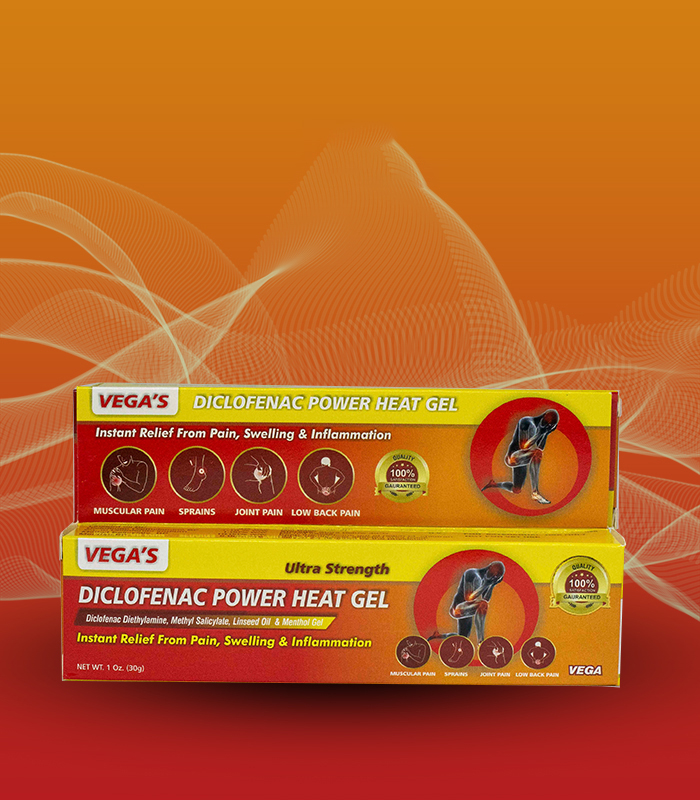 VEGA'S
DICLOFENAC POWER HEAT GEL
Instant Relief From Pain, Swelling & Inflammation
MUSCULAR PAIN
SPRAINS
JOINT PAIN
LOW BACK PAIN
QUALITY
100%
SATISFACTION
GAURANTEED
VEGA'S
Ultra Strength
DICLOFENAC POWER HEAT GEL
Diclofenac Diethylamine, Methyl Salicylate, Linseed Oil & Menthol Gel
Instant Relief From Pain, Swelling & Inflammation
NET WT. 1 Oz. (30g)
MUSCULAR PAIN
SPRAINS
JOINT PAIN
LOW BACK PAIN
QUALITY
100%
SATISFACTION
GAURANTEED
VEGA